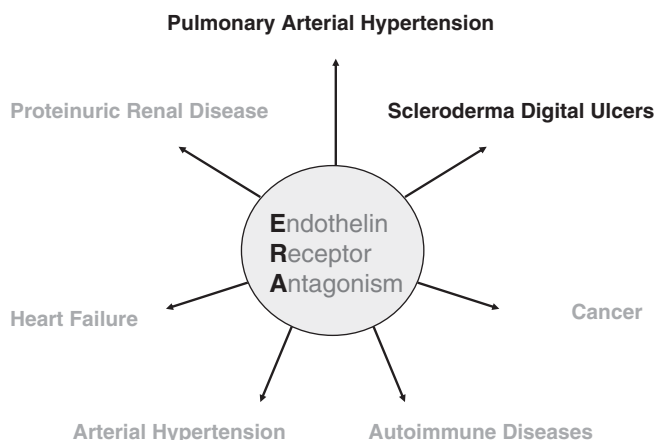 Pulmonary Arterial Hypertension
Proteinuric Renal Disease
Scleroderma Digital Ulcers
Endothelin
Receptor
Antagonism
Heart Failure
Cancer
Arterial Hypertension
Autoimmune Diseases